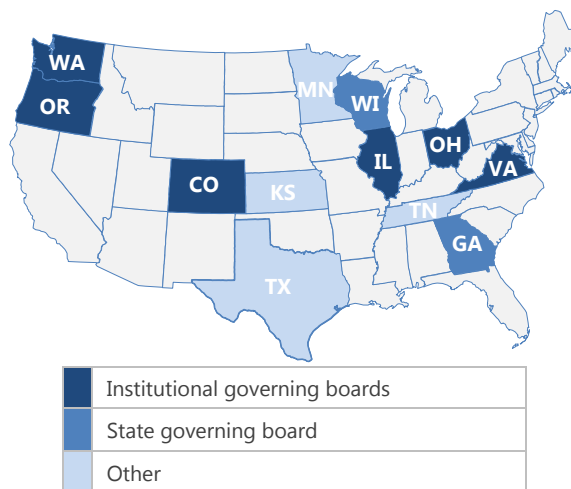 WA
MN
OR
WI
OH
IL
VA
CO
KS
TN
GA
TX
Institutional governing boards
State governing board
Other